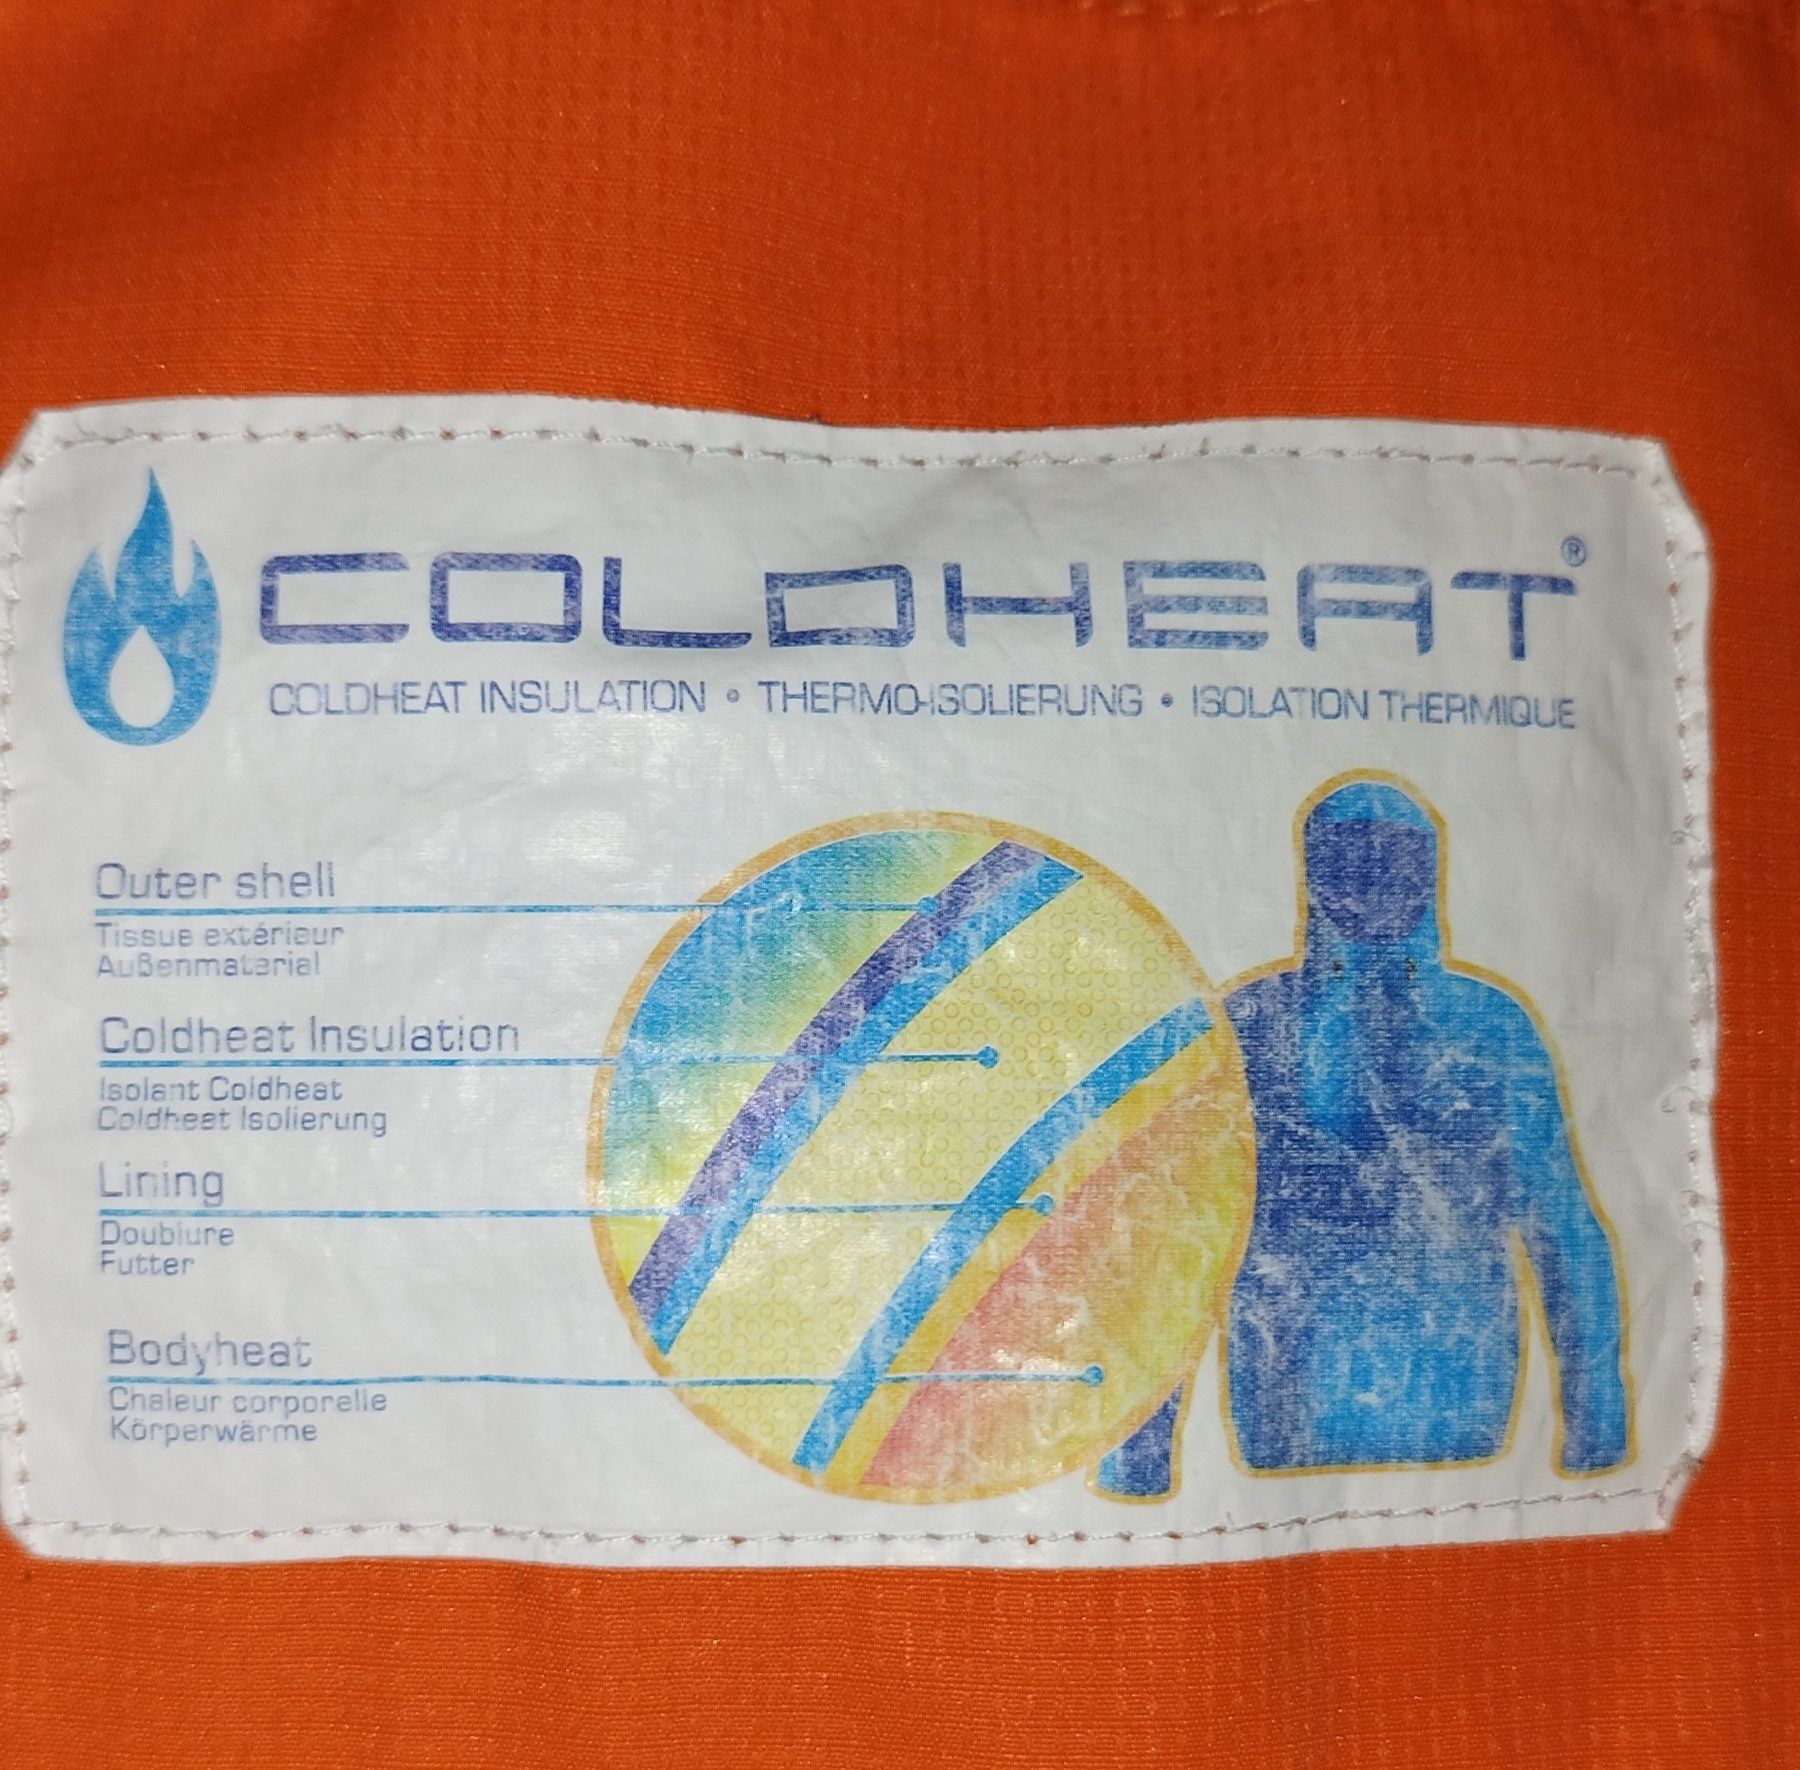 COLDHEAT®
COLDHEAT INSULATION • THERMO-ISOLIERUNG • ISOLATION THERMIQUE
Outer shell
Tissue extérieur
Außenmaterial
Coldheat Insulation
Isolant Coldheat
Coldheat Isolierung
Lining
Doublure
Futter
Bodyheat
Chaleur corporelle
Körperwärme